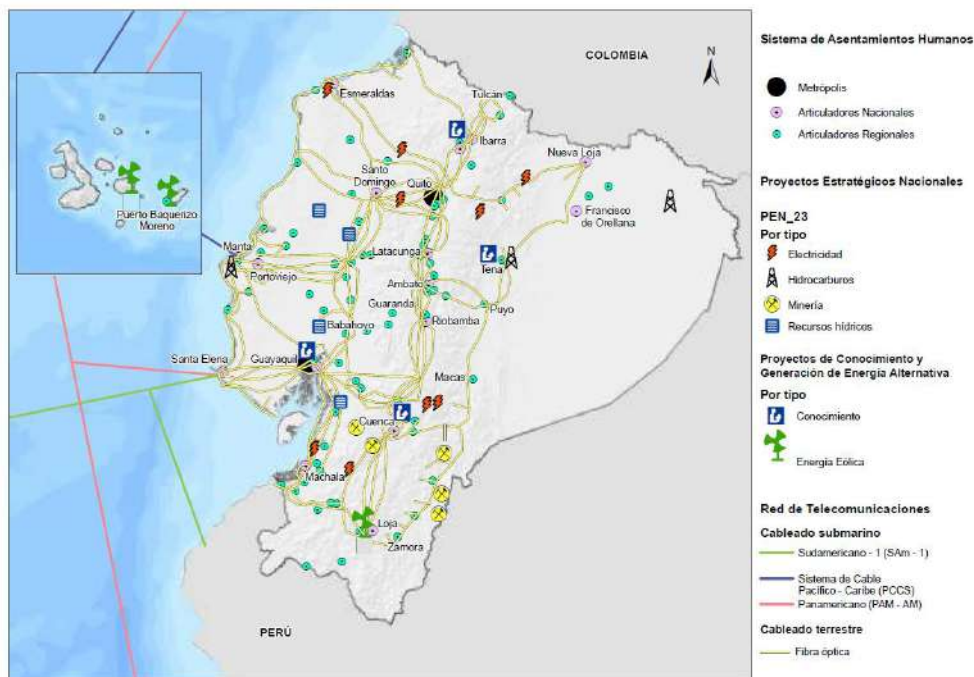 COLOMBIA
N
Esmeraldas
Tulcán
Ibarra
Nueva Loja
Santo
Domingo
Quito
Francisco
de Orellana
Puerto Baquerizo
Moreno
Manta
Portoviejo
Latacunga
Tena
Ambato
Guaranda
Puyo
Riobamba
Babahoyo
Santa Elena
Guayaquil
Macas
Cuenca
Machala
Loja
Zamora
PERÚ
Sistema de Asentamientos Humanos
Metrópolis
Articuladores Nacionales
Articuladores Regionales
Proyectos Estratégicos Nacionales
PEN_23
Por tipo
Electricidad
Hidrocarburos
Minería
Recursos hídricos
Proyectos de Conocimiento y
Generación de Energía Alternativa
Por tipo
Conocimiento
Energía Eólica
Red de Telecomunicaciones
Cableado submarino
Sudamericano - 1 (SAm - 1)
Sistema de Cable
Pacífico - Caribe (PCCS)
Panamericano (PAM - AM)
Cableado terrestre
Fibra óptica